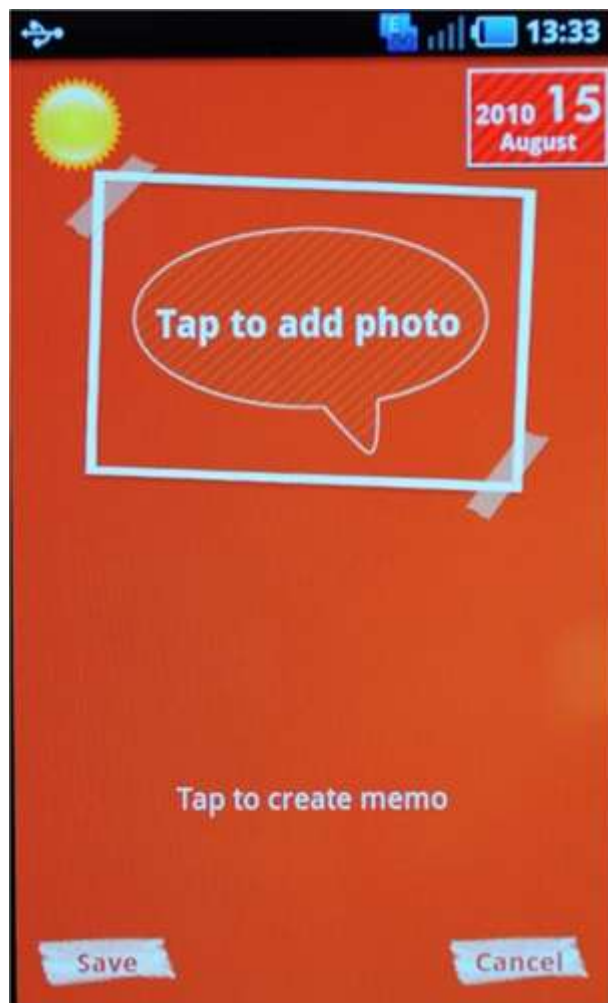 13:33
2010 15
August
Tap to add photo
Tap to create memo
Save
Cancel